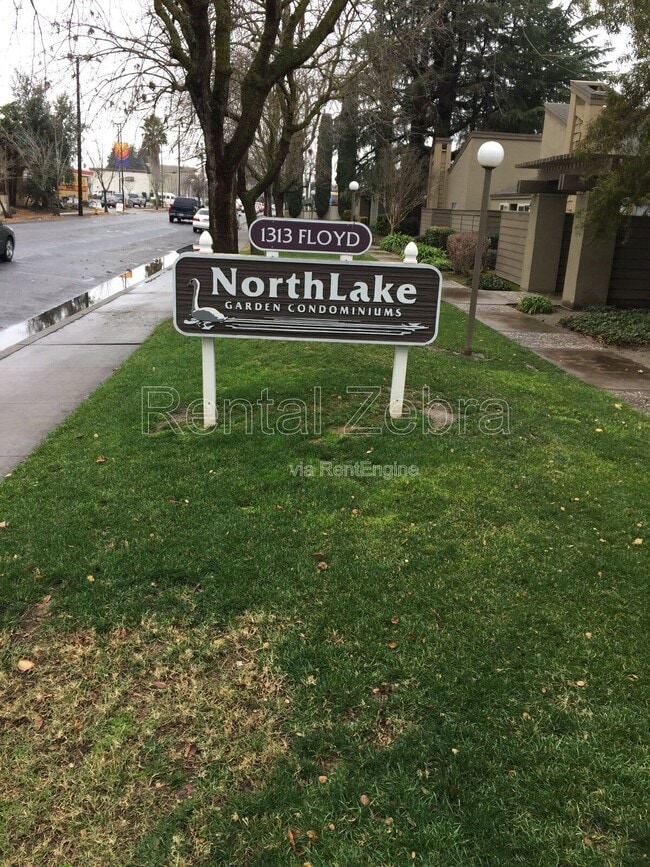 1313 FLOYD
NORTHLAKE
GARDEN CONDOMINIUMS
Rental Zebra
via RentEngine